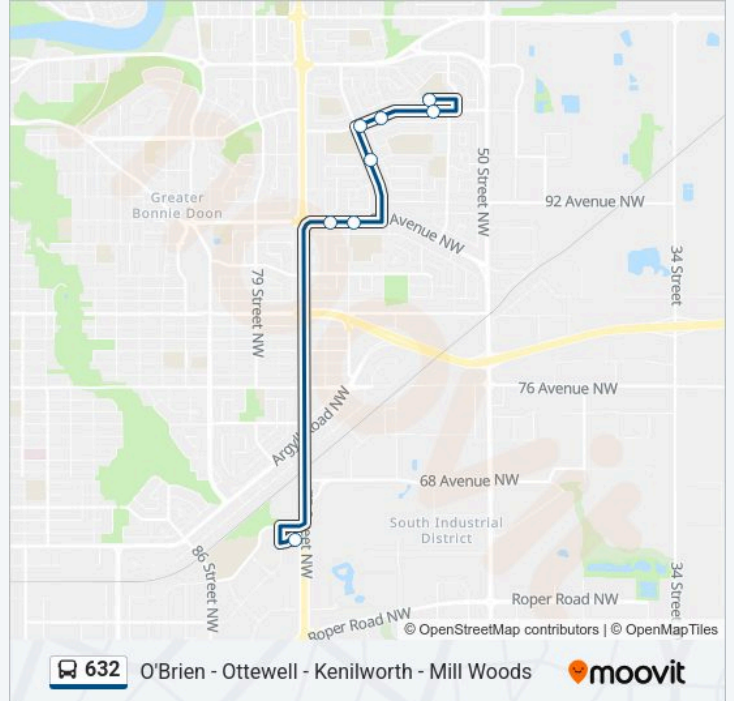 50 Street NW
92 Avenue NW
Greater
Bonnie Doon
Avenue NW
34 Street
79 Street NW
76 Avenue NW
Argyll Road NW
68 Avenue NW
South Industrial
District
eet NW
86 Street NW
34 Street
Roper Road NW
Roper Road NW
© OpenStreetMap contributors | © OpenMapTiles
632 O'Brien - Ottewell - Kenilworth - Mill Woods moovit